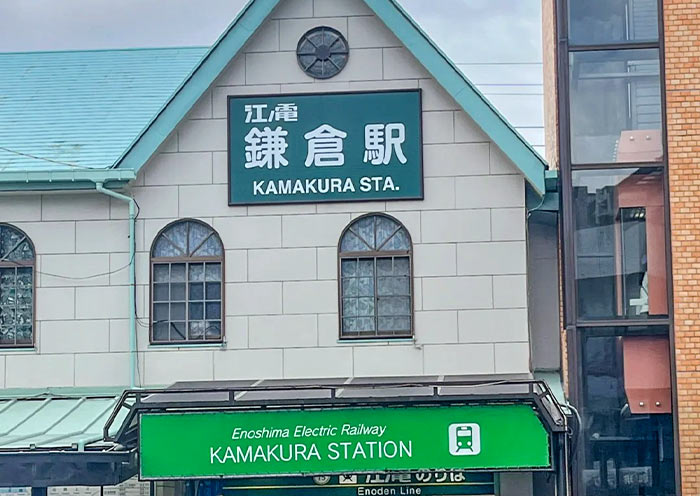 江ノ電
鎌倉駅
KAMAKURA STA.
Enoshima Electric Railway
KAMAKURA STATION
江ノ電のりば
Enoden Line